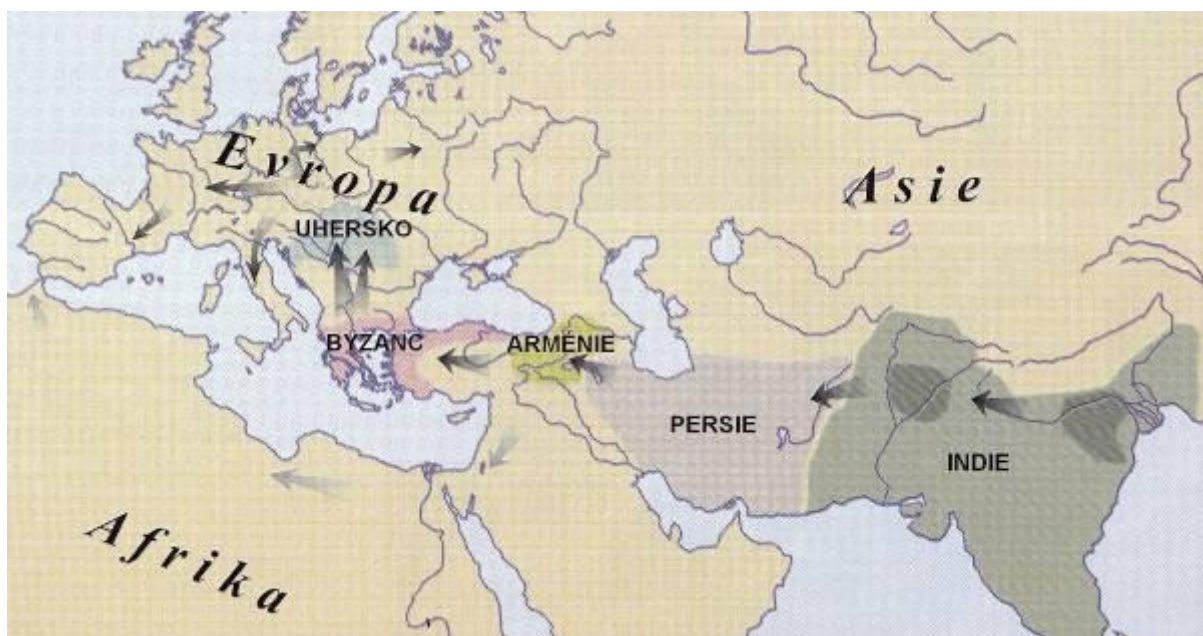 Evropa
Asie
UHERSKO
BYZANC
ARMÉNIE
PERSIE
INDIE
Afrika